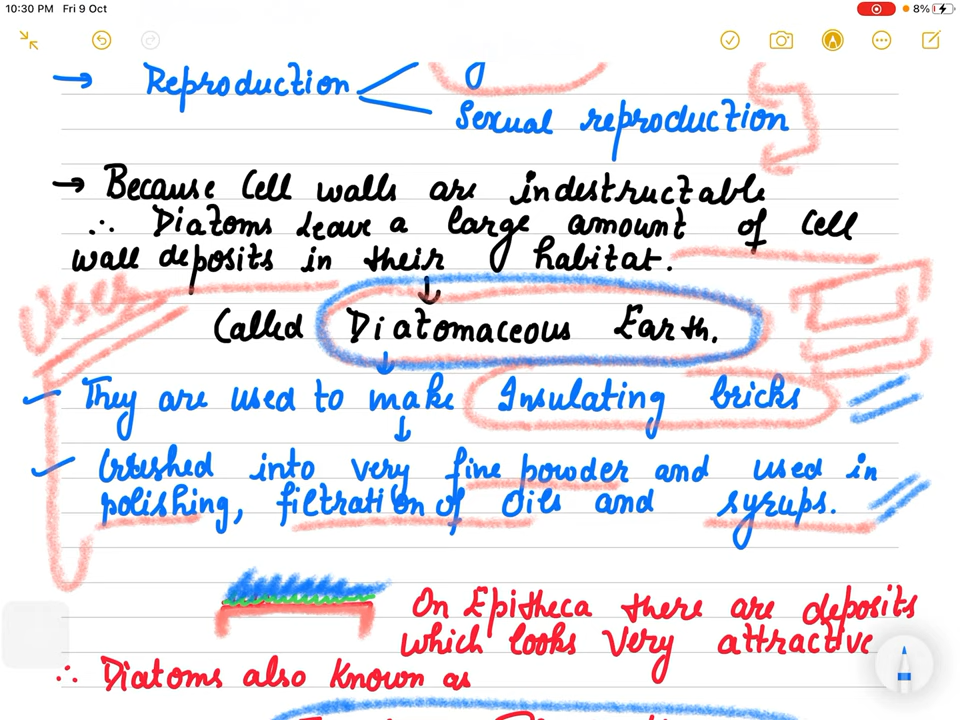 10:30 PM Fri 9 Oct
8%
→ Reproduction
Sexual reproduction
→ Because Cell walls are indestructable
∴ Diatoms leave a large amount of cell
wall deposits in their habitat.
Called Diatomaceous Earth.
Uses
They are used to make Insulating bricks
Crushed into very fine powder and used in
polishing, filtration of oils and syrups.
On Epitheca there are deposits
which looks very attractive
∴ Diatoms also known as